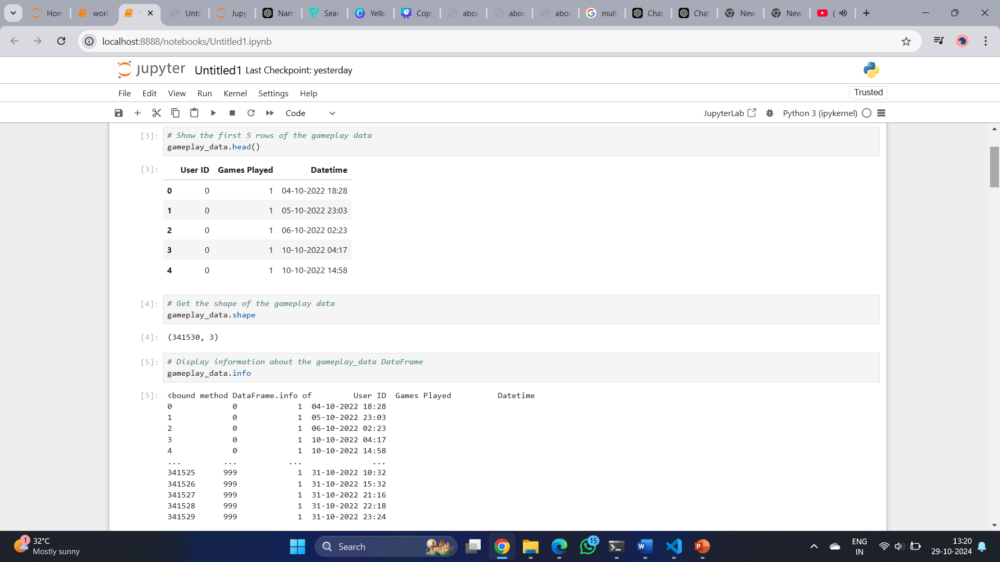 Hom
work
Unti
Jupy
Nam
Sear
Yello
Copy
abou
abou
abou
mult
Chat
Chat
New
New
(
localhost:8888/notebooks/Untitled1.ipynb
jupyter Untitled1 Last Checkpoint: yesterday
File Edit View Run Kernel Settings Help
Trusted
Code
JupyterLab
Python 3 (ipykernel)
[3]: # Show the first 5 rows of the gameplay data
gameplay_data.head()
[3]: User ID Games Played Datetime
0 0 1 04-10-2022 18:28
1 0 1 05-10-2022 23:03
2 0 1 06-10-2022 02:23
3 0 1 10-10-2022 04:17
4 0 1 10-10-2022 14:58
[4]: # Get the shape of the gameplay data
gameplay_data.shape
[4]: (341530, 3)
[5]: # Display information about the gameplay_data DataFrame
gameplay_data.info
[5]: <bound method DataFrame.info of User ID Games Played Datetime
0 0 1 04-10-2022 18:28
1 0 1 05-10-2022 23:03
2 0 1 06-10-2022 02:23
3 0 1 10-10-2022 04:17
4 0 1 10-10-2022 14:58
... ... ... ...
341525 999 1 31-10-2022 10:32
341526 999 1 31-10-2022 15:32
341527 999 1 31-10-2022 21:16
341528 999 1 31-10-2022 22:18
341529 999 1 31-10-2022 23:24
1
32°C
Mostly sunny
Search
15
ENG
IN
13:20
29-10-2024